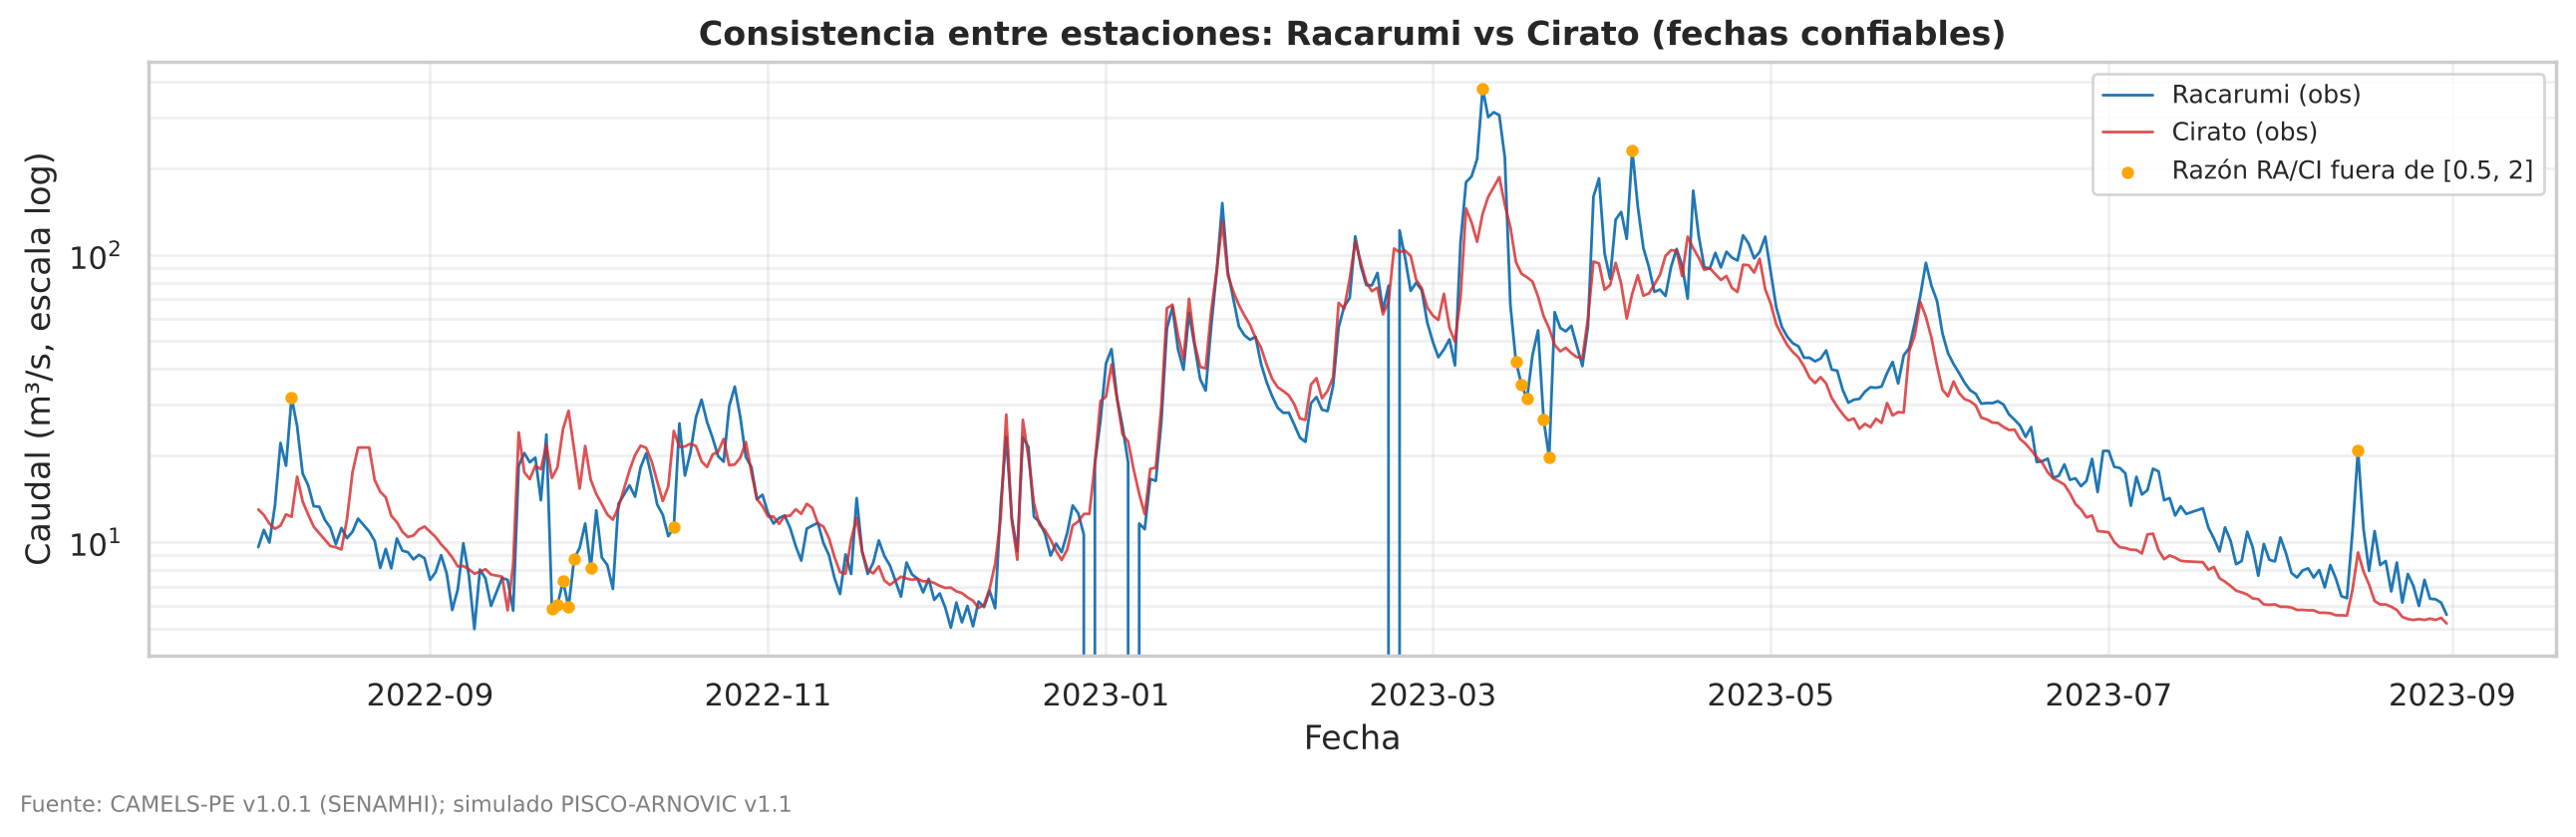 Consistencia entre estaciones: Racarumi vs Cirato (fechas confiables)
Racarumi (obs)
Cirato (obs)
Razón RA/CI fuera de [0.5, 2]
Caudal (m³/s, escala log)
10²
10¹
2022-09
2022-11
2023-01
2023-03
2023-05
2023-07
2023-09
Fecha
Fuente: CAMELS-PE v1.0.1 (SENAMHI); simulado PISCO-ARNOVIC v1.1